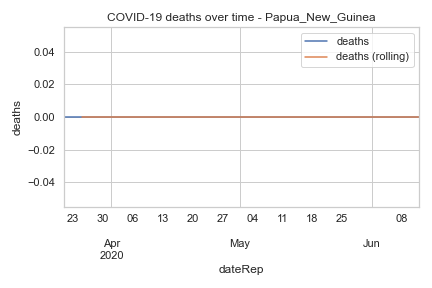 COVID-19 deaths over time - Papua_New_Guinea
deaths
deaths (rolling)
deaths
0.04
0.02
0.00
−0.02
−0.04
23 30 06 13 20 27 04 11 18 25 08
Apr May Jun
2020
dateRep